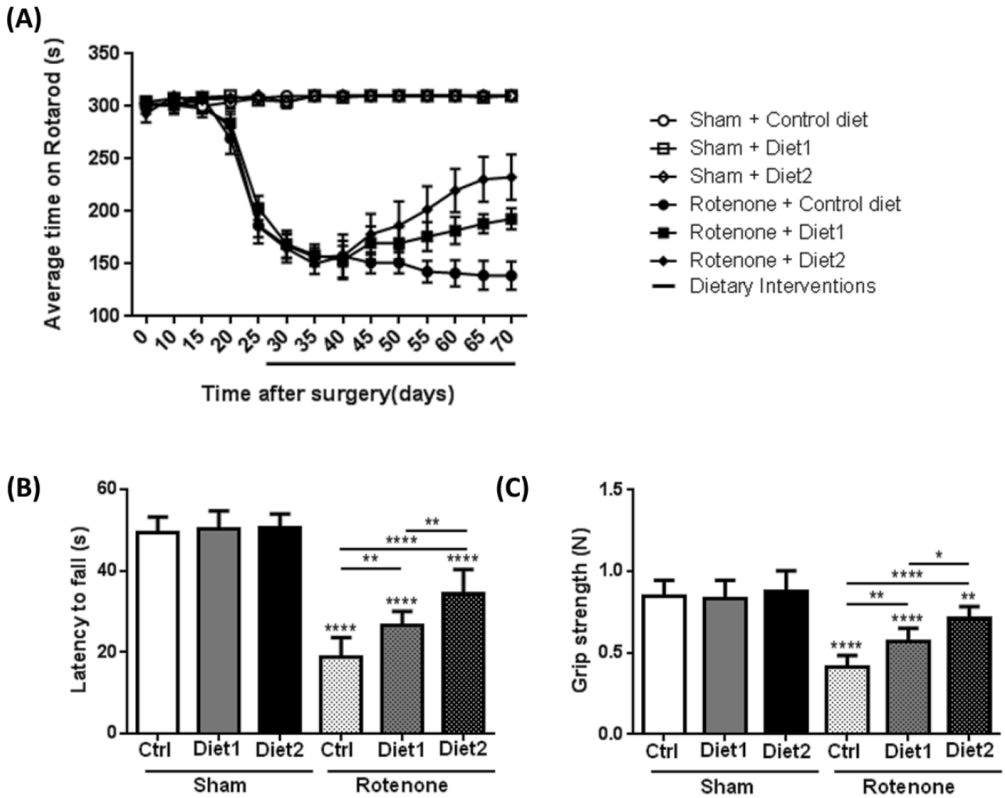 (A)
Average time on Rotarod (s)
350
300
250
200
150
100
0 10 15 20 25 30 35 40 45 50 55 60 65 70
Time after surgery(days)
Sham + Control diet
Sham + Diet1
Sham + Diet2
Rotenone + Control diet
Rotenone + Diet1
Rotenone + Diet2
Dietary Interventions
(B)
Latency to fall (s)
60
40
20
0
**
****
**
****
****
****
Ctrl Diet1 Diet2 Ctrl Diet1 Diet2
Sham Rotenone
(C)
Grip strength (N)
1.5
1.0
0.5
0.0
*
****
**
**
****
****
Ctrl Diet1 Diet2 Ctrl Diet1 Diet2
Sham Rotenone